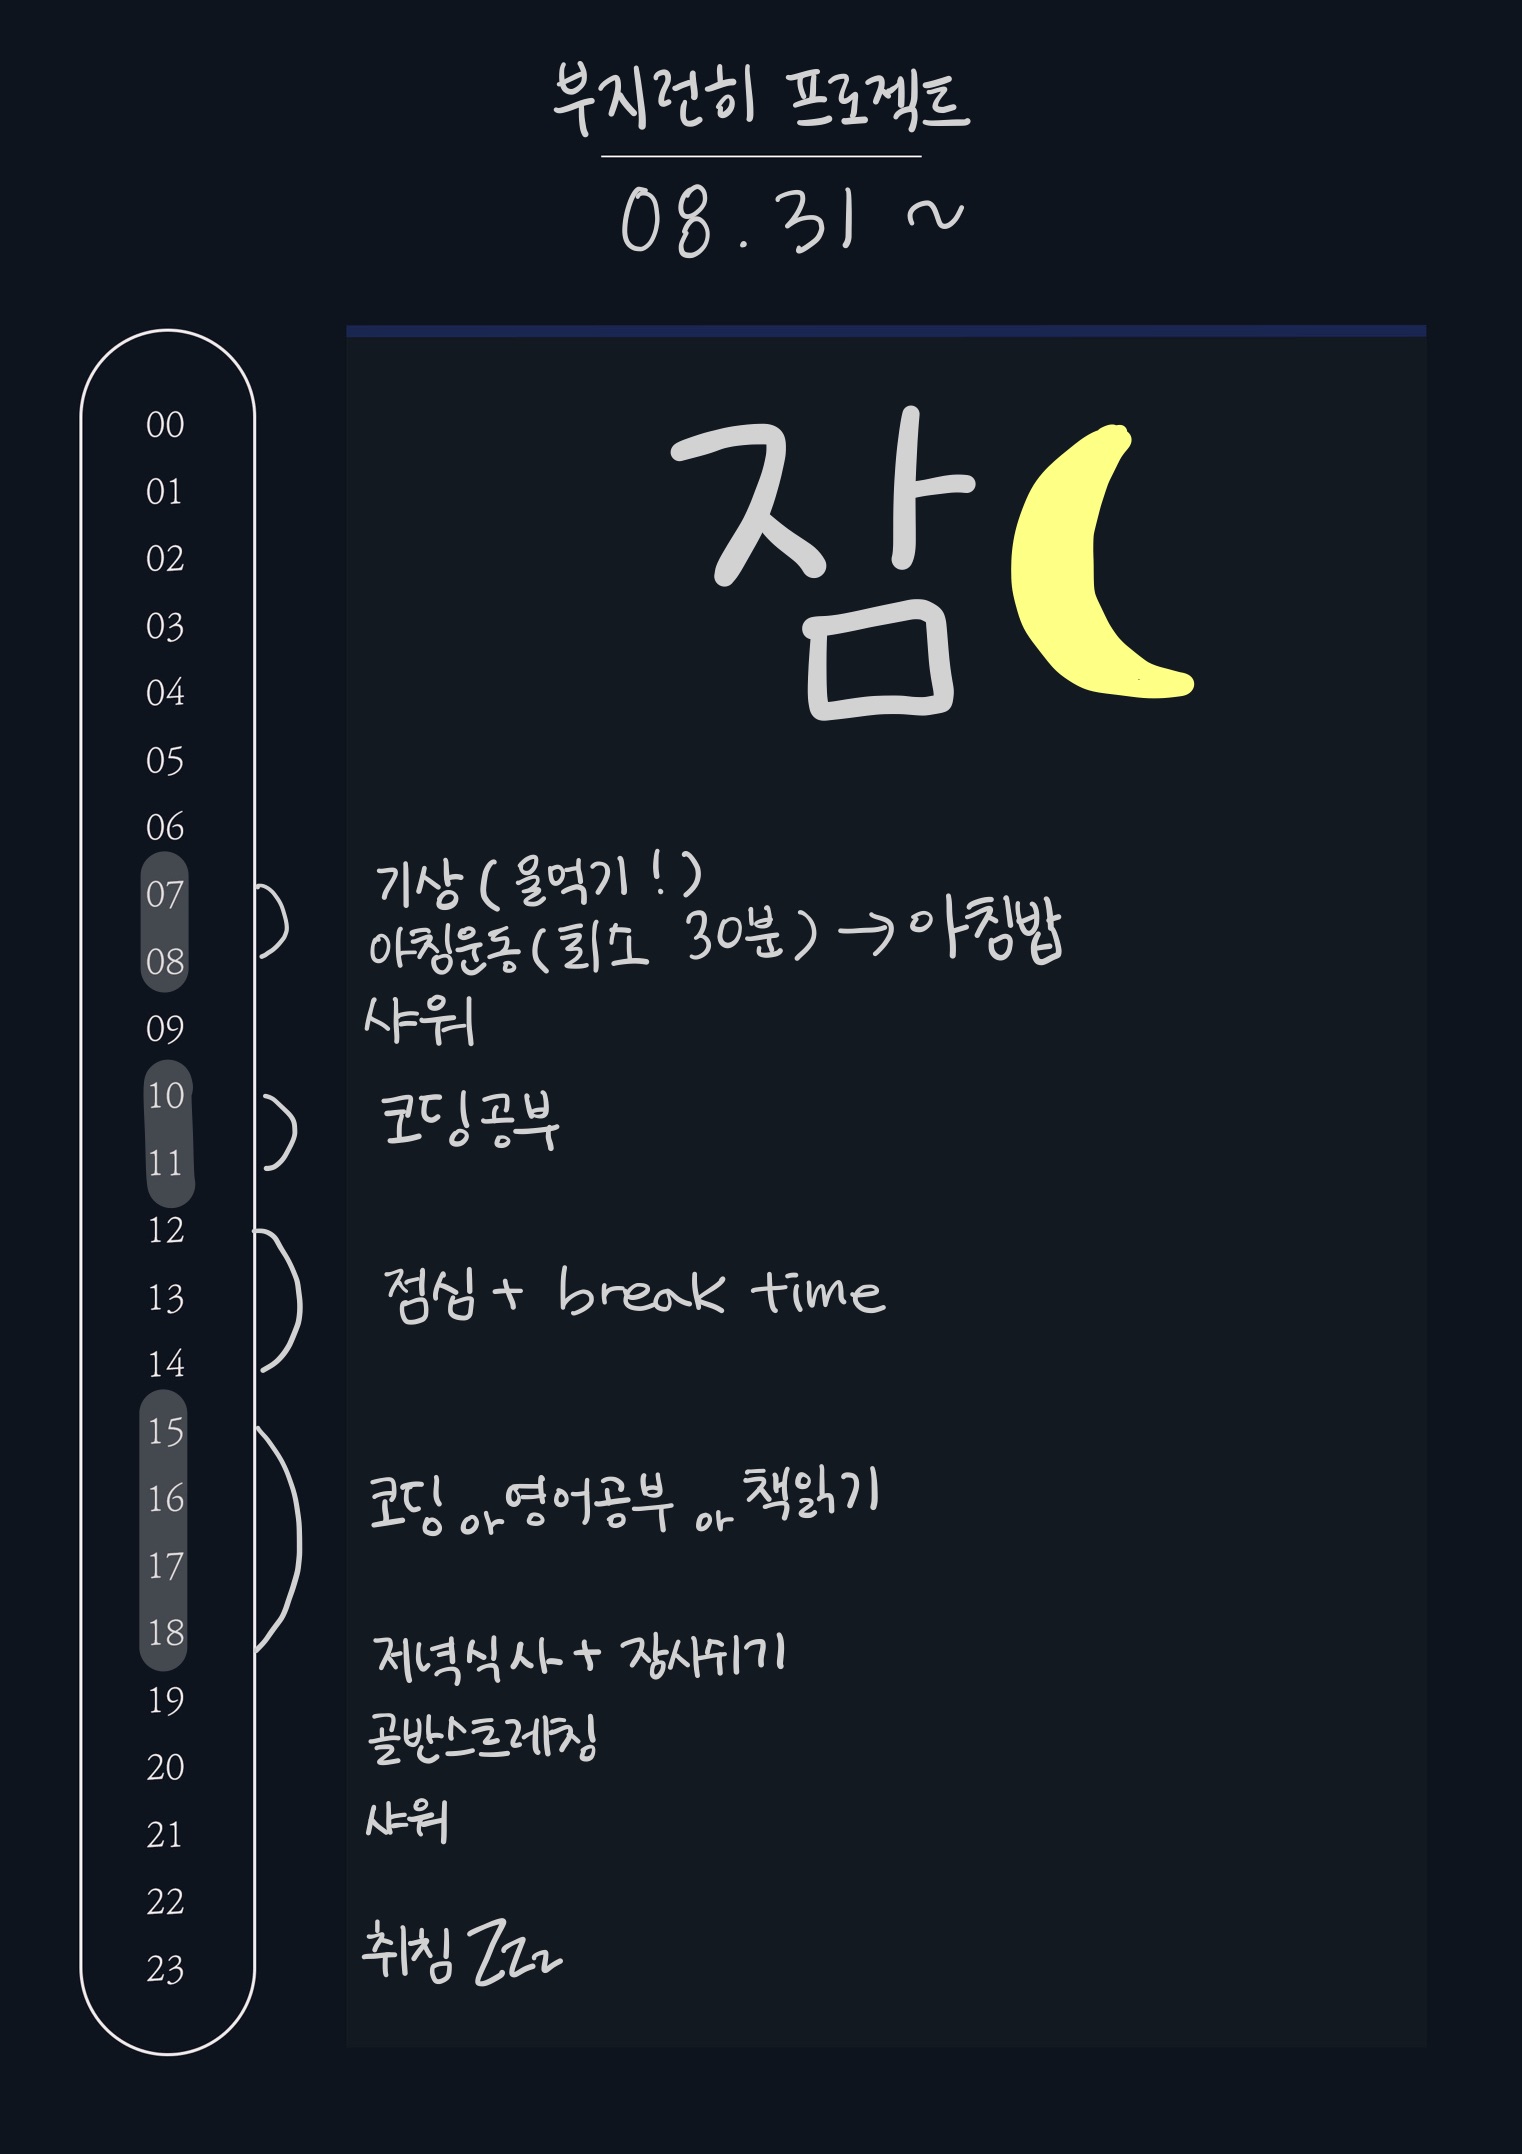 부지런히 프로젝트
08.31 ~
잠
00
01
02
03
04
05
06
07
08
09
10
11
12
13
14
15
16
17
18
19
20
21
22
23
기상 ( 물먹기 ! )
아침운동 ( 최소 30분 ) → 아침밥
샤워
코딩공부
점심 + break time
코딩 or 영어공부 or 책읽기
저녁식사 + 장사쉬기
골반스트레칭
샤워
취침 Zzz